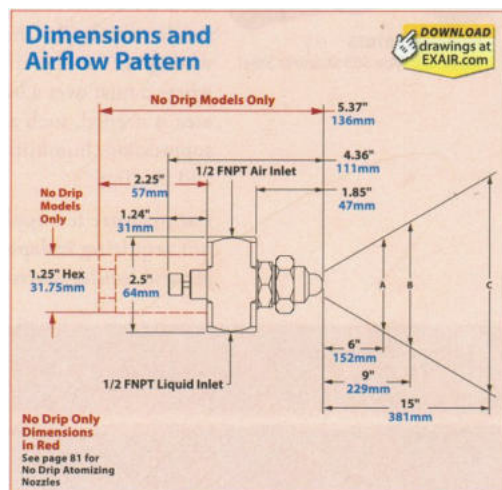 Dimensions and
Airflow Pattern
DOWNLOAD
drawings at
EXAIR.com
No Drip Models Only
5.37"
136mm
4.36"
111mm
2.25"
57mm
1/2 FNPT Air Inlet
1.85"
47mm
No Drip
Models
Only
1.24"
31mm
1.25" Hex
31.75mm
2.5"
64mm
A
B
C
6"
152mm
9"
229mm
1/2 FNPT Liquid Inlet
15"
381mm
No Drip Only
Dimensions
in Red
See page 81 for
No Drip Atomizing
Nozzles